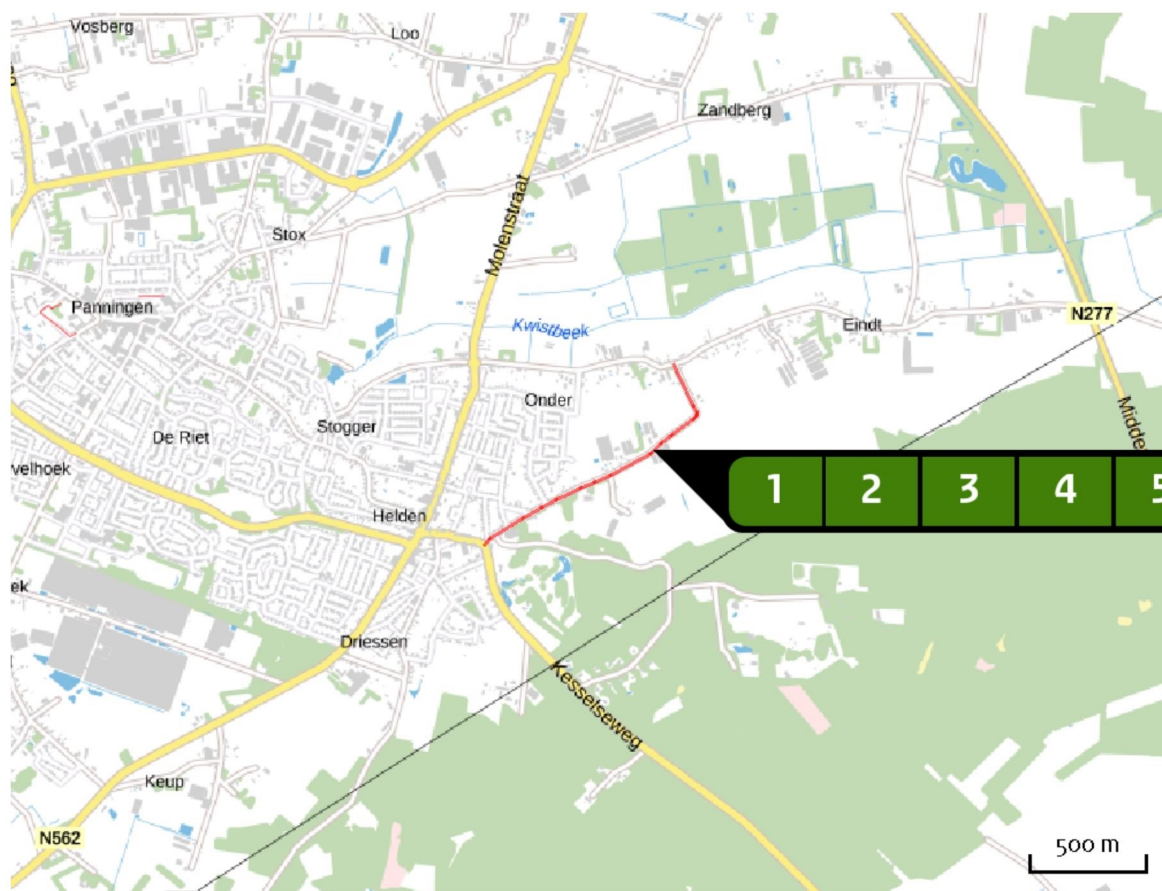 Vosberg
Loo
Zandberg
Molenstraat
Stox
Panningen
Kwistbeek
Eindt
N277
Onder
Midde
Stogger
De Riet
velhoek
1 2 3 4 5
Helden
ek
Driessen
Kesselseweg
Keup
N562
500 m